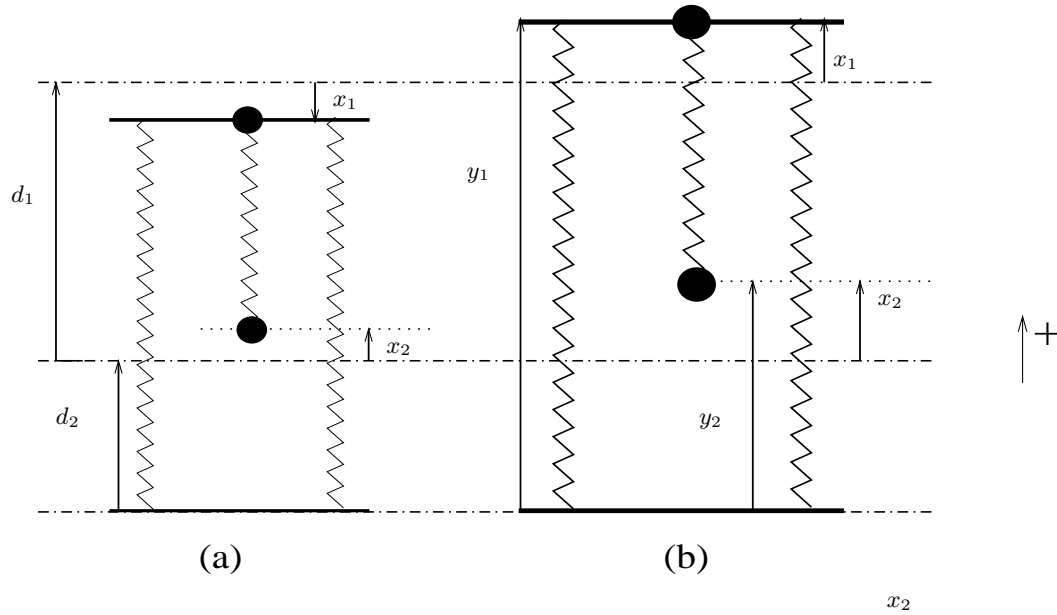 x₁
x₁
d₁
y₁
x₂
+
x₂
d₂
y₂
(a)
(b)
x₂